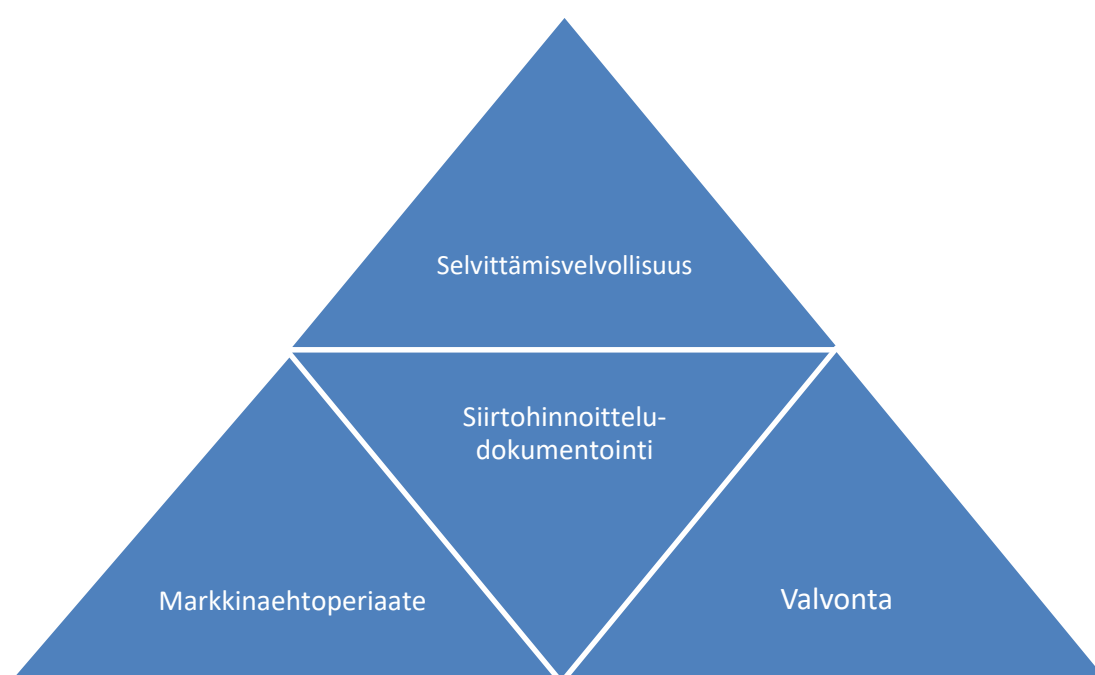 Selvittämisvelvollisuus
Siirtohinnoittelu-
dokumentointi
Markkinaehtoperiaate
Valvonta